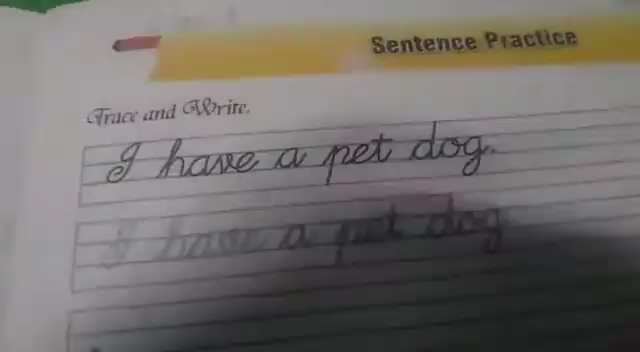 Sentence Practice
Trace and Write.
I have a pet dog.
I have a pet dog